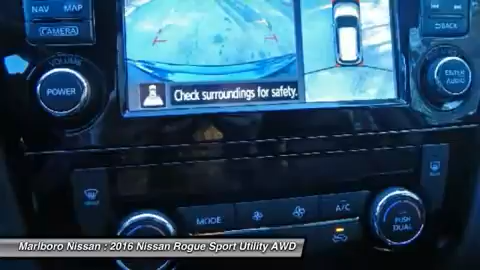 NAV MAP
BACK
CAMERA
VOLUME
POWER
ENTER
AUDIO
Check surroundings for safety.
MODE
A/C
PUSH
DUAL
Marlboro Nissan : 2016 Nissan Rogue Sport Utility AWD